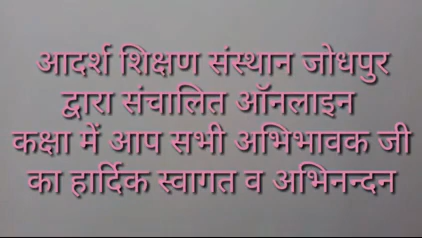 आदर्श शिक्षण संस्थान जोधपुर
द्वारा संचालित ऑनलाइन
कक्षा में आप सभी अभिभावक जी
का हार्दिक स्वागत व अभिनन्दन